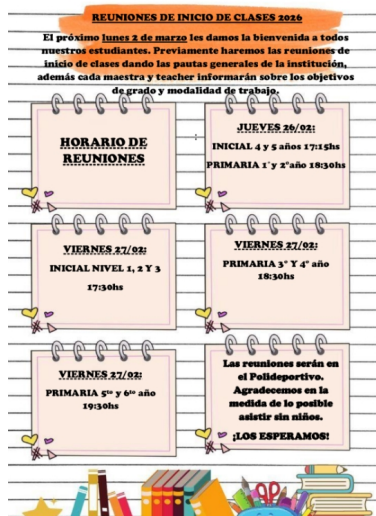 REUNIONES DE INICIO DE CLASES 2026
El próximo lunes 2 de marzo les damos la bienvenida a todos
nuestros estudiantes. Previamente haremos las reuniones de
inicio de clases dando las pautas generales de la institución,
además cada maestra y teacher informarán sobre los objetivos
de grado y modalidad de trabajo.
HORARIO DE
REUNIONES
JUEVES 26/02:
INICIAL 4 y 5 años 17:15hs
PRIMARIA 1°y 2°año 18:30hs
VIERNES 27/02:
INICIAL NIVEL 1, 2 Y 3
17:30hs
VIERNES 27/02:
PRIMARIA 3° Y 4° año
18:30hs
VIERNES 27/02:
PRIMARIA 5to y 6to año
19:30hs
Las reuniones serán en
el Polideportivo.
Agradecemos en la
medida de lo posible
asistir sin niños.
¡LOS ESPERAMOS!